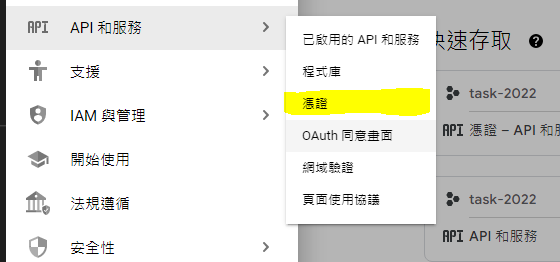 API API 和服務
支援
IAM 與管理
開始使用
法規遵循
安全性
已啟用的 API 和服務
程式庫
憑證
OAuth 同意畫面
網域驗證
頁面使用協議
快速存取 ?
task-2022
API 憑證 – API 和服
task-2022
API API 和服務